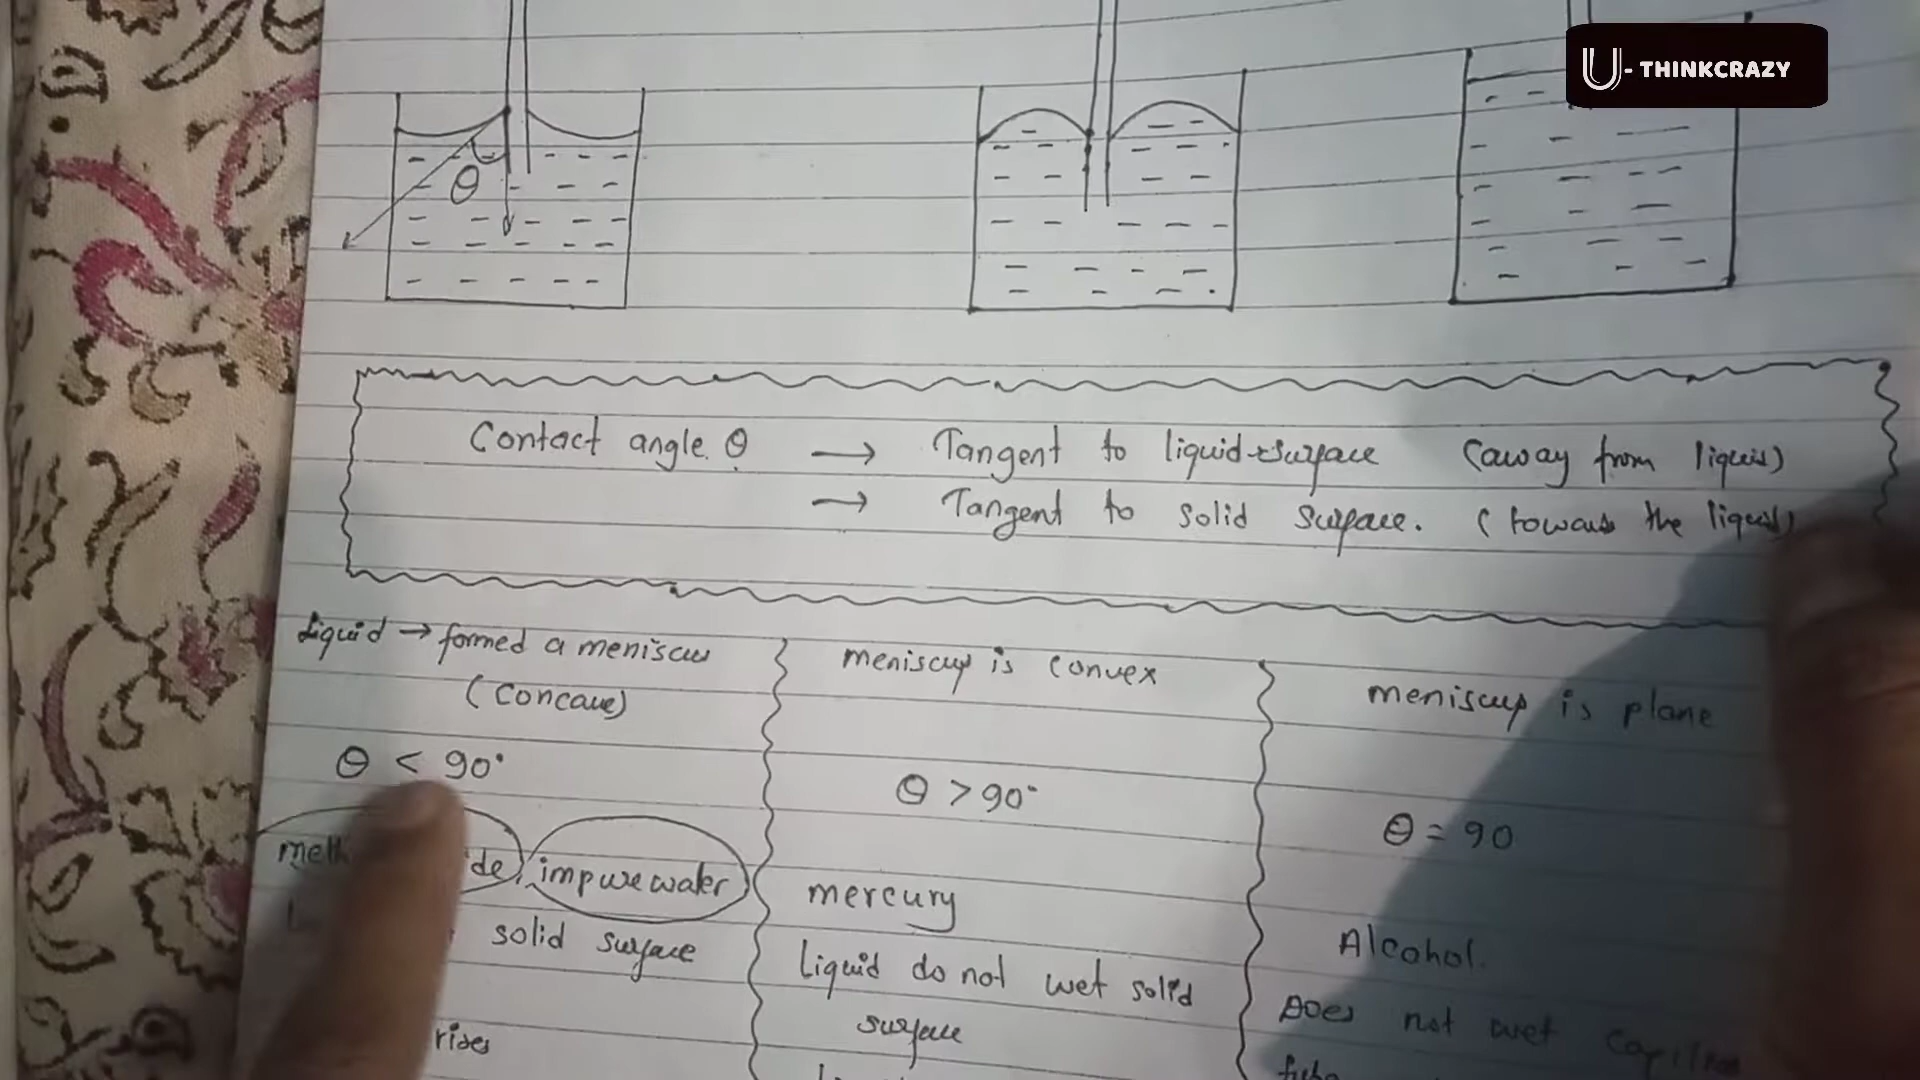 U - THINKCRAZY
θ
Contact angle θ → Tangent to liquid surface (away from liquid)
→ Tangent to solid surface. (towards the liquid)
Liquid → formed a meniscus
(Concave)
θ < 90°
impure water
solid surface
rises
meniscus is convex
θ > 90°
mercury
Liquid do not wet solid
surface
meniscus is plane
θ = 90
Alcohol.
Does not wet
tube